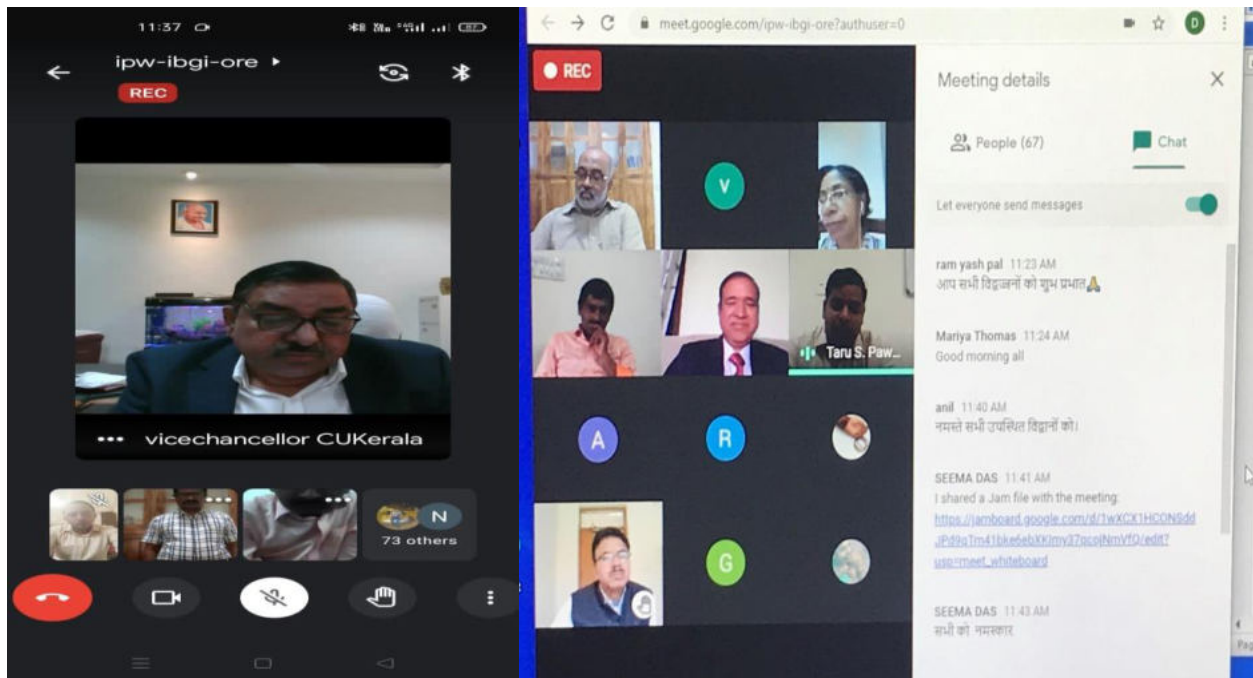 11:37
ipw-ibgi-ore
REC
vicechancellor CUKerala
N
73 others
meet.google.com/ipw-ibgi-ore?authuser=0
D
REC
V
Taru S. Paw...
A
R
G
Meeting details
People (67)
Chat
Let everyone send messages
ram yash pal 11:23 AM
आप सभी विद्वज्जनों को शुभ प्रभात🙏
Mariya Thomas 11:24 AM
Good morning all
anil 11:40 AM
नमस्ते सभी उपस्थित विद्वानों को।
SEEMA DAS 11:41 AM
I shared a Jam file with the meeting:
https://jamboard.google.com/d/
usp=meet_whiteboard
SEEMA DAS 11:43 AM
सभी को नमस्कार